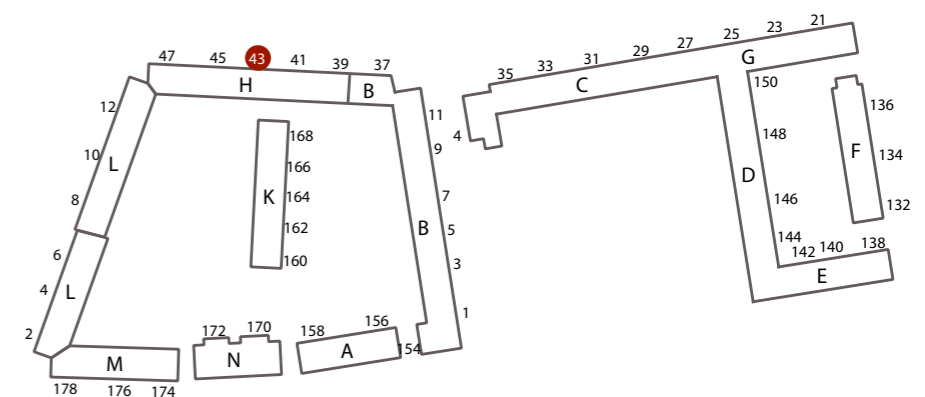 47 45 43 41 39 37
H B
12 10 8 6 4 2
L
L
168
166
164
162
160
K
11
9
7
5
3
1
B
178 176 174
M
172 170
N
158 156 154
A
35 33 31 29 27 25 23 21
C G
4
150
148
146
144
142 140 138
D
E
136
134
132
F